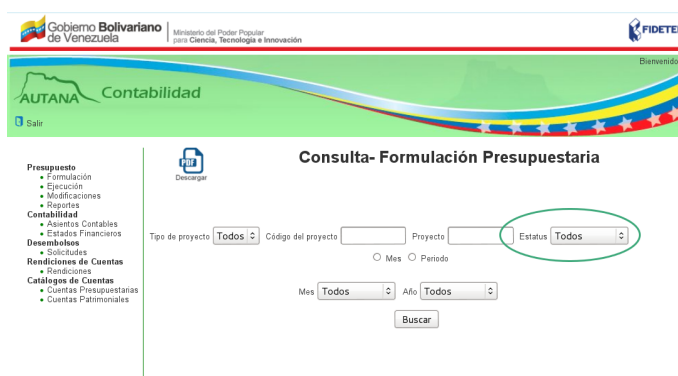 Gobierno Bolivariano
de Venezuela
Ministerio del Poder Popular
para Ciencia, Tecnología e Innovación
FIDETE
Bienvenido
AUTANA
Contabilidad
Salir
Presupuesto
Formulación
Ejecución
Modificaciones
Reportes
Contabilidad
Asientos Contables
Estados Financieros
Desembolsos
Solicitudes
Rendiciones de Cuentas
Rendiciones
Catálogos de Cuentas
Cuentas Presupuestarias
Cuentas Patrimoniales
PDF
Descargar
Consulta- Formulación Presupuestaria
Tipo de proyecto Todos Código del proyecto Proyecto Estatus Todos
Mes Periodo
Mes Todos Año Todos
Buscar